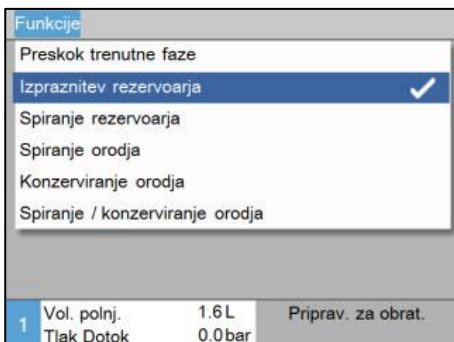 Funkcije
Preskok trenutne faze
Izpraznitev rezervoarja
Spiranje rezervoarja
Spiranje orodja
Konzerviranje orodja
Spiranje / konzerviranje orodja
1 Vol. polnj. 1.6 L Priprav. za obrat.
Tlak Dotok 0.0 bar